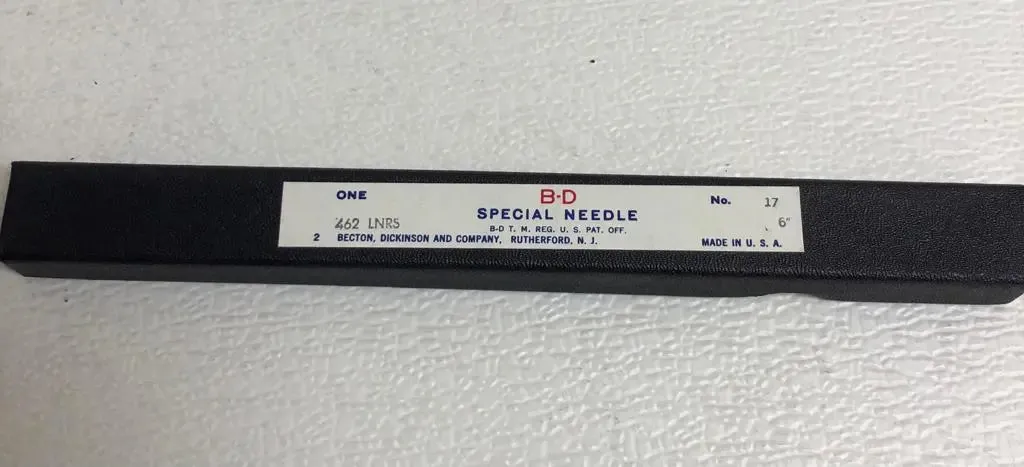 ONE B-D No. 17
SPECIAL NEEDLE
462 LNR5 B-D T. M. REG. U. S. PAT. OFF. 6"
2 BECTON, DICKINSON AND COMPANY, RUTHERFORD, N. J. MADE IN U. S. A.